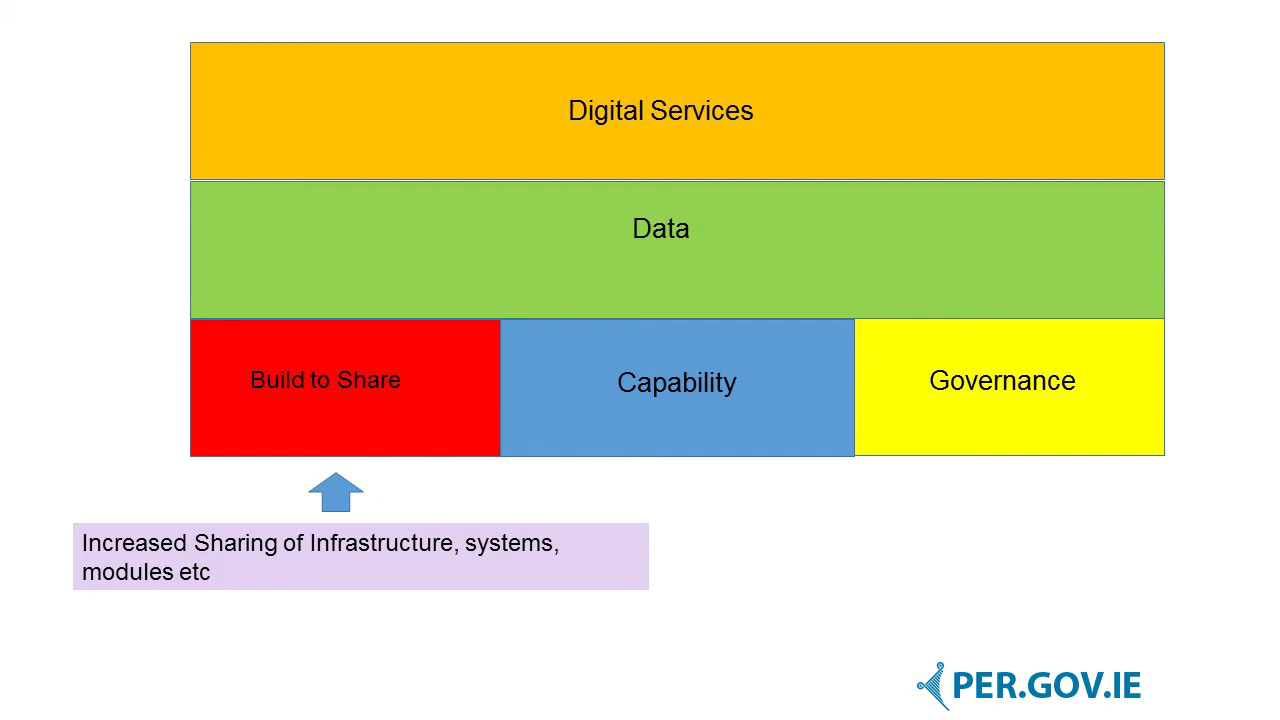 Digital Services
Data
Build to Share
Capability
Governance
Increased Sharing of Infrastructure, systems,
modules etc
PER.GOV.IE